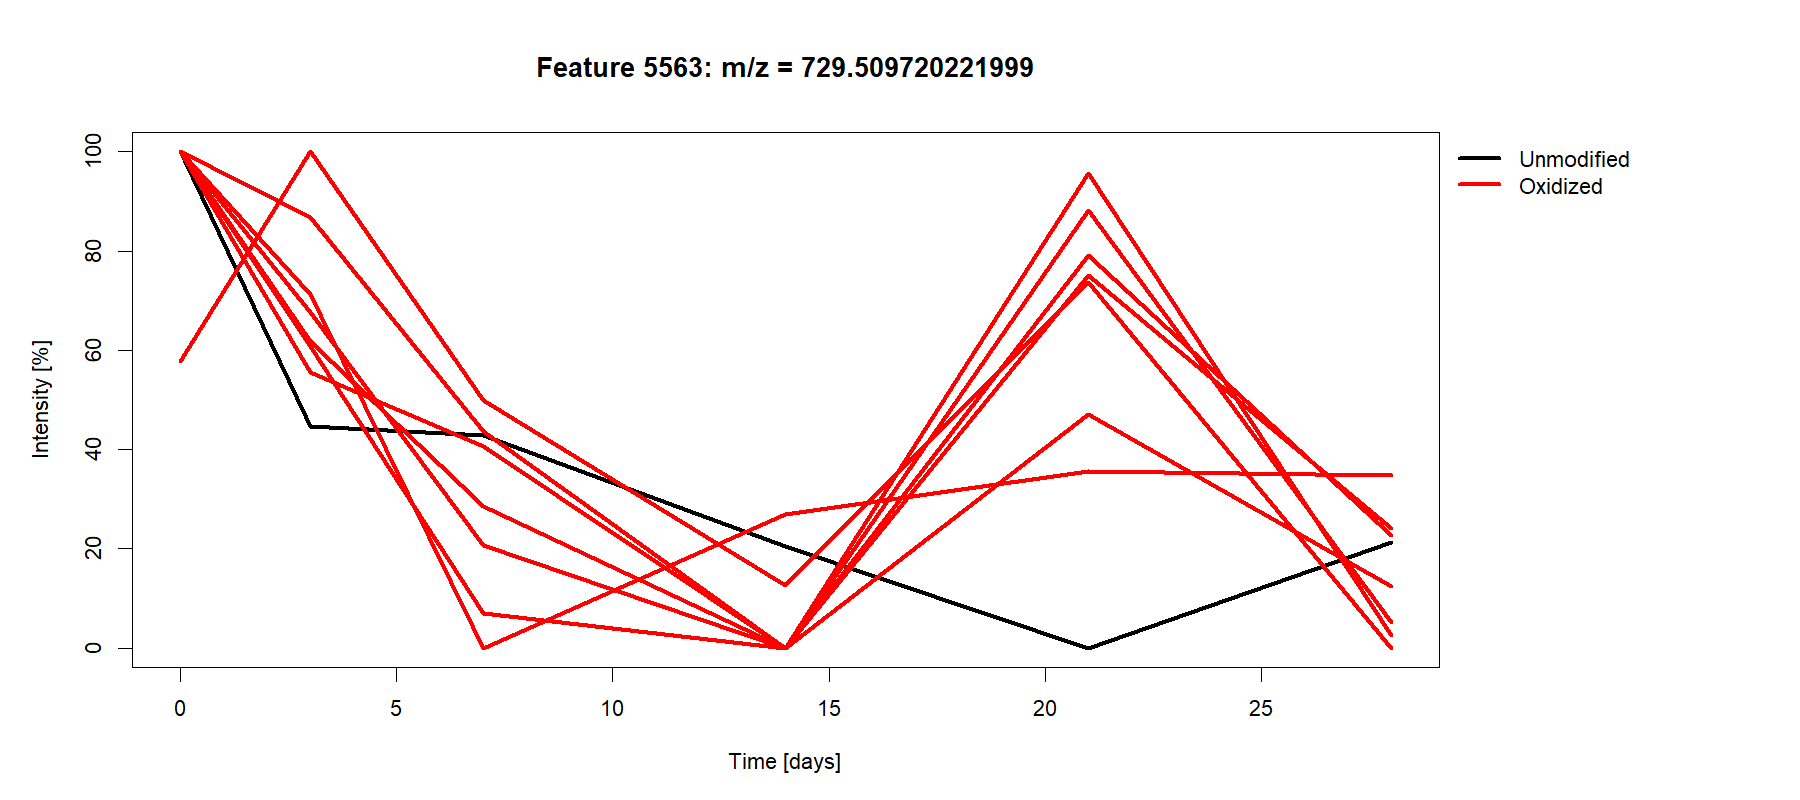 Feature 5563: m/z = 729.509720221999
Unmodified
Oxidized
Intensity [%]
100
80
60
40
20
0
0 5 10 15 20 25
Time [days]